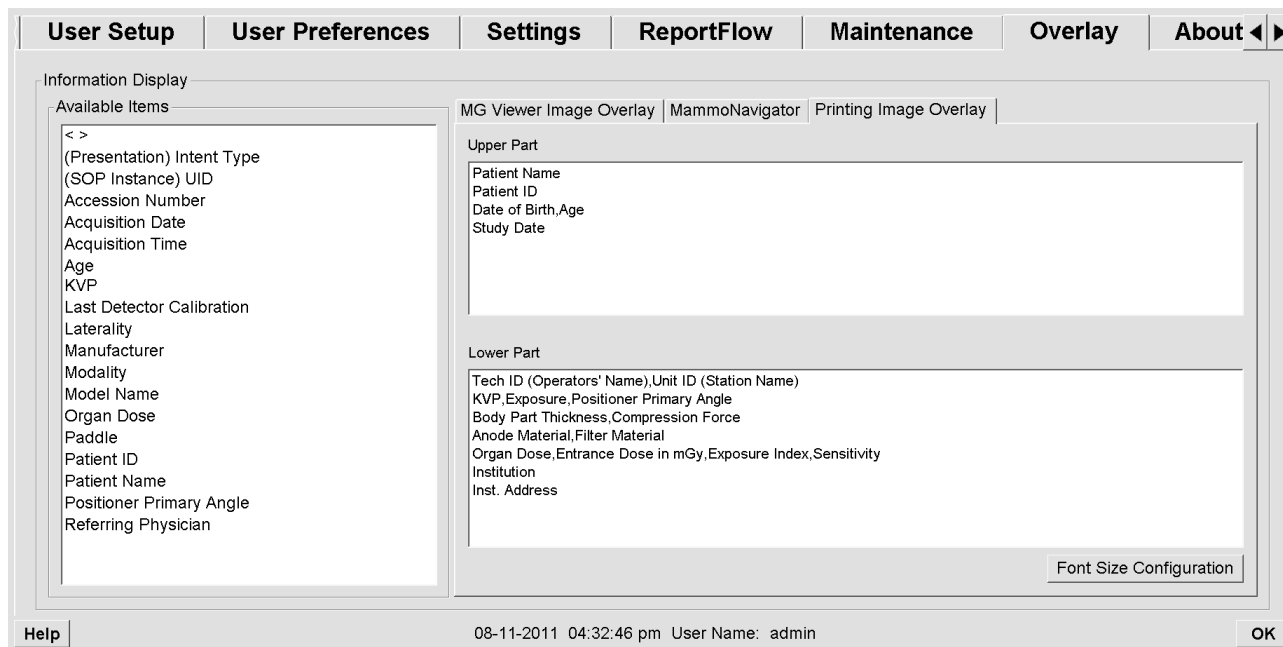 User Setup User Preferences Settings ReportFlow Maintenance Overlay About
Information Display
Available Items
< >
(Presentation) Intent Type
(SOP Instance) UID
Accession Number
Acquisition Date
Acquisition Time
Age
KVP
Last Detector Calibration
Laterality
Manufacturer
Modality
Model Name
Organ Dose
Paddle
Patient ID
Patient Name
Positioner Primary Angle
Referring Physician
MG Viewer Image Overlay MammoNavigator Printing Image Overlay
Upper Part
Patient Name
Patient ID
Date of Birth,Age
Study Date
Lower Part
Tech ID (Operators' Name),Unit ID (Station Name)
KVP,Exposure,Positioner Primary Angle
Body Part Thickness,Compression Force
Anode Material,Filter Material
Organ Dose,Entrance Dose in mGy,Exposure Index,Sensitivity
Institution
Inst. Address
Font Size Configuration
Help 08-11-2011 04:32:46 pm User Name: admin OK